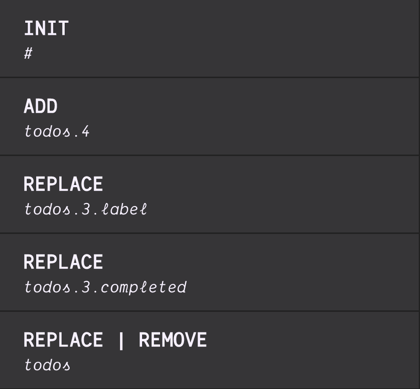 INIT
#
ADD
todos.4
REPLACE
todos.3.label
REPLACE
todos.3.completed
REPLACE | REMOVE
todos